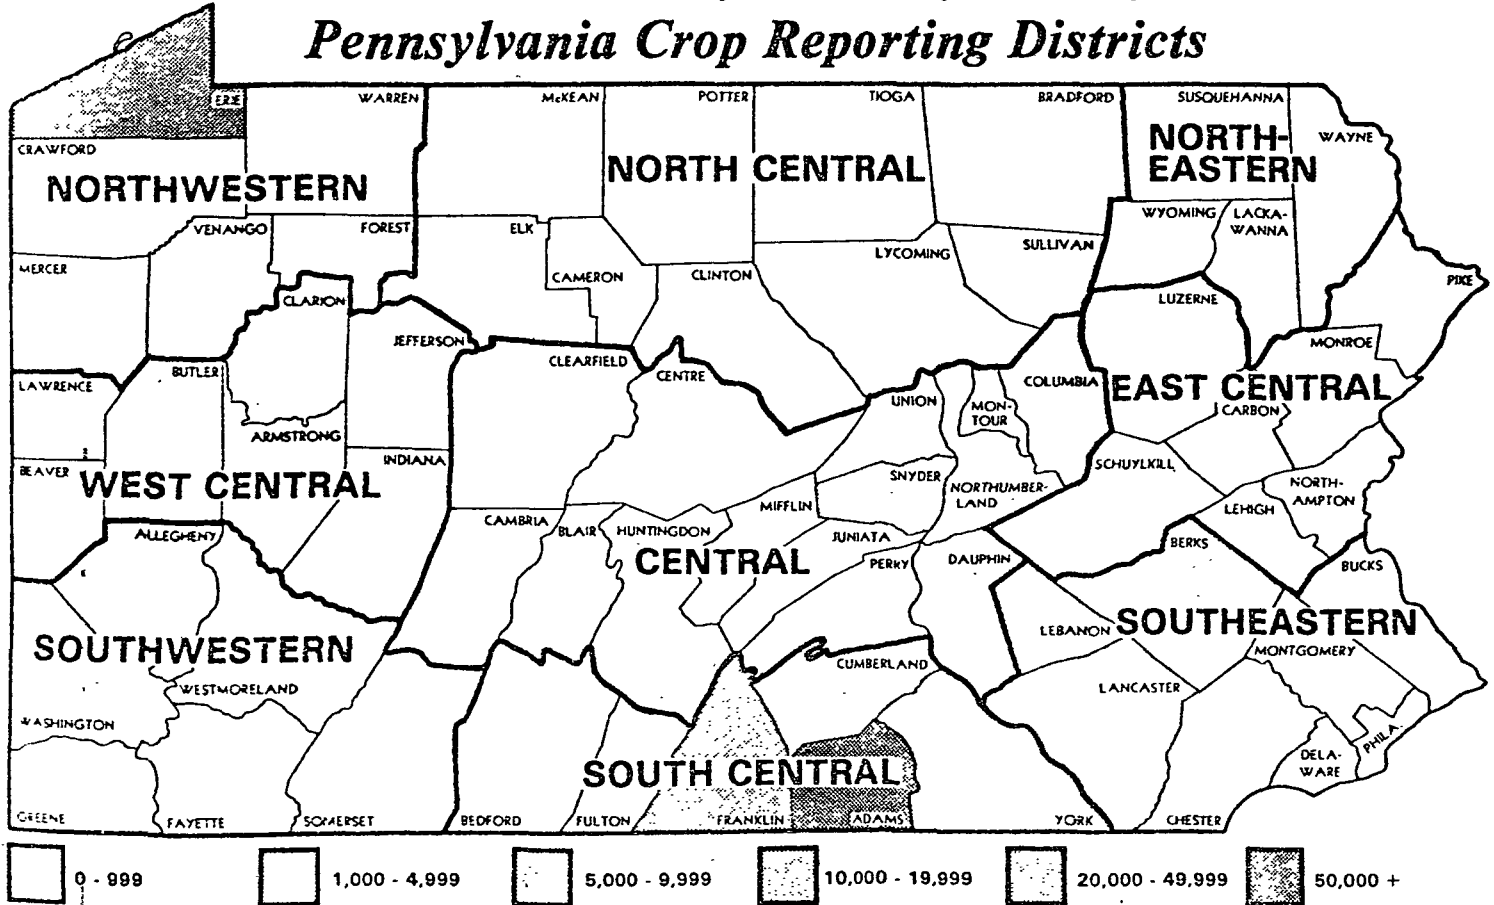 Pennsylvania Crop Reporting Districts
ERIE
WARREN
McKEAN
POTTER
TIOGA
BRADFORD
SUSQUEHANNA
WAYNE
CRAWFORD
NORTHWESTERN
NORTH CENTRAL
NORTH-
EASTERN
VENANGO
FOREST
ELK
CAMERON
CLINTON
LYCOMING
SULLIVAN
WYOMING
LACKA-
WANNA
PIKE
MERCER
CLARION
JEFFERSON
CLEARFIELD
CENTRE
LUZERNE
MONROE
LAWRENCE
BUTLER
UNION
MON-
TOUR
COLUMBIA
EAST CENTRAL
CARBON
ARMSTRONG
INDIANA
BEAVER
WEST CENTRAL
SNYDER
NORTHUMBER-
LAND
SCHUYLKILL
NORTH-
AMPTON
LEHIGH
ALLEGHENY
CAMBRIA
BLAIR
HUNTINGDON
MIFFLIN
JUNIATA
CENTRAL
PERRY
DAUPHIN
BERKS
BUCKS
SOUTHWESTERN
LEBANON
SOUTHEASTERN
MONTGOMERY
WESTMORELAND
CUMBERLAND
LANCASTER
WASHINGTON
SOUTH CENTRAL
DELA-
WARE
PHILA.
GREENE
FAYETTE
SOMERSET
BEDFORD
FULTON
FRANKLIN
ADAMS
YORK
CHESTER
0 - 999
1,000 - 4,999
5,000 - 9,999
10,000 - 19,999
20,000 - 49,999
50,000 +